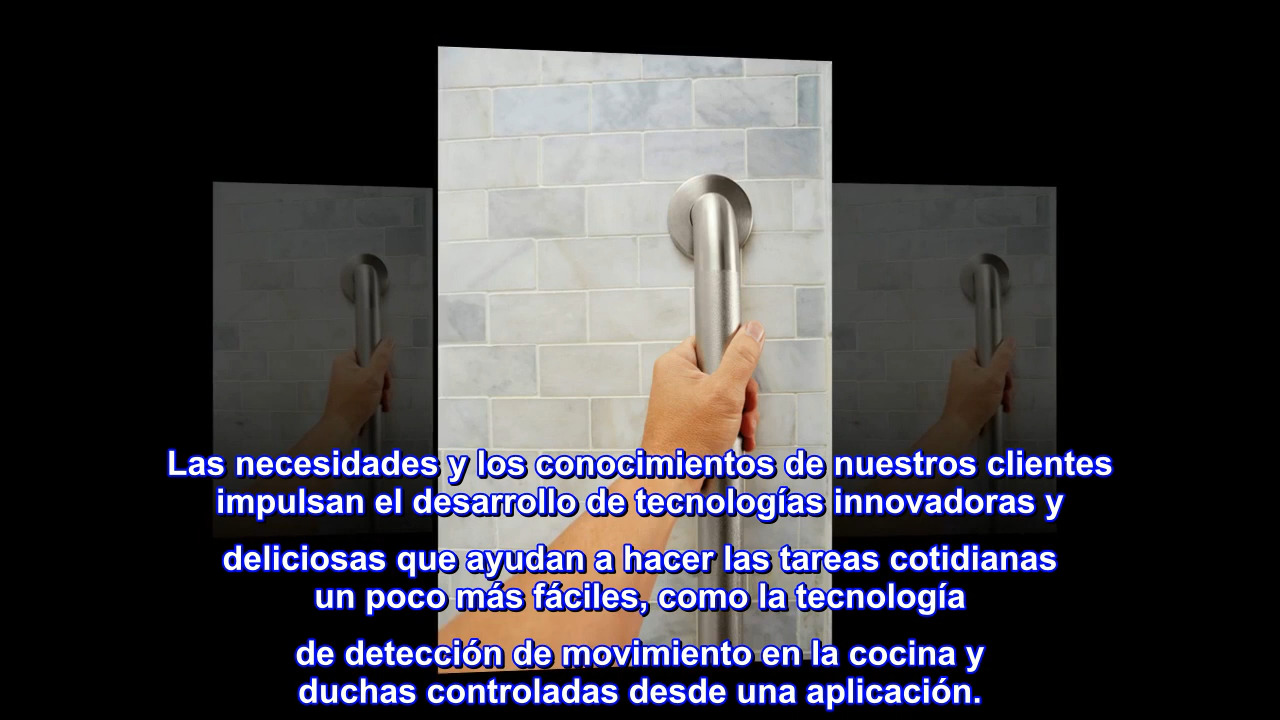 Las necesidades y los conocimientos de nuestros clientes
impulsan el desarrollo de tecnologías innovadoras y
deliciosas que ayudan a hacer las tareas cotidianas
un poco más fáciles, como la tecnología
de detección de movimiento en la cocina y
duchas controladas desde una aplicación.